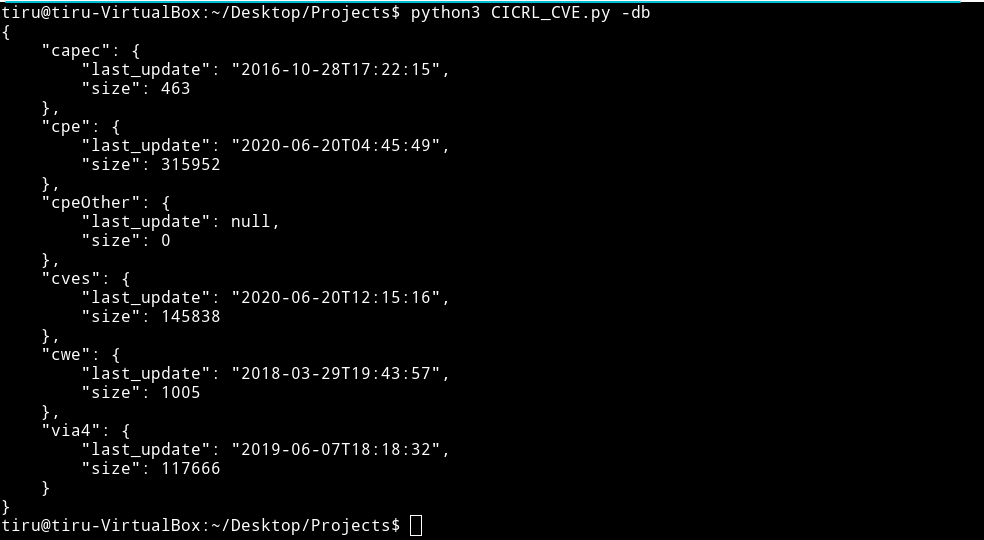 tiru@tiru-VirtualBox:~/Desktop/Projects$ python3 CICRL_CVE.py -db
{
    "capec": {
        "last_update": "2016-10-28T17:22:15",
        "size": 463
    },
    "cpe": {
        "last_update": "2020-06-20T04:45:49",
        "size": 315952
    },
    "cpeOther": {
        "last_update": null,
        "size": 0
    },
    "cves": {
        "last_update": "2020-06-20T12:15:16",
        "size": 145838
    },
    "cwe": {
        "last_update": "2018-03-29T19:43:57",
        "size": 1005
    },
    "via4": {
        "last_update": "2019-06-07T18:18:32",
        "size": 117666
    }
}
tiru@tiru-VirtualBox:~/Desktop/Projects$